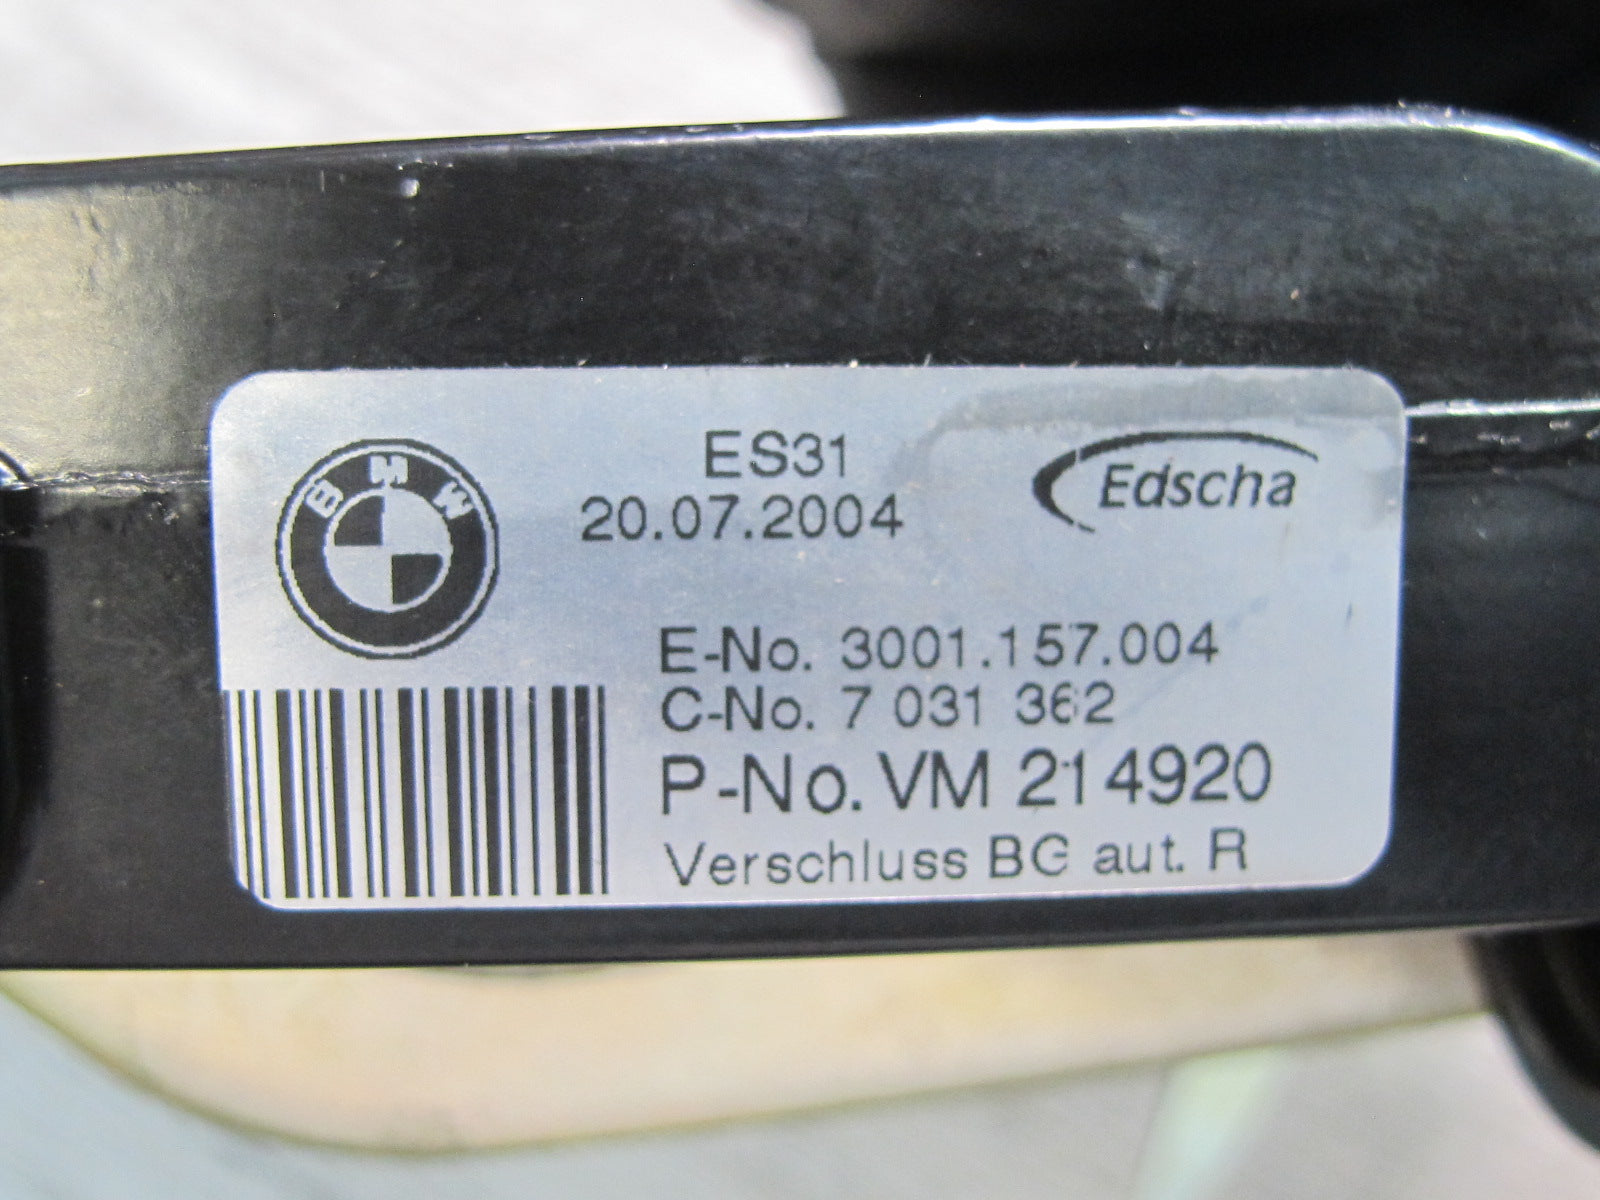 BMW
ES31
20.07.2004
Edscha
E-No. 3001.157.004
C-No. 7 031 362
P-No. VM 214920
Verschluss BG aut. R